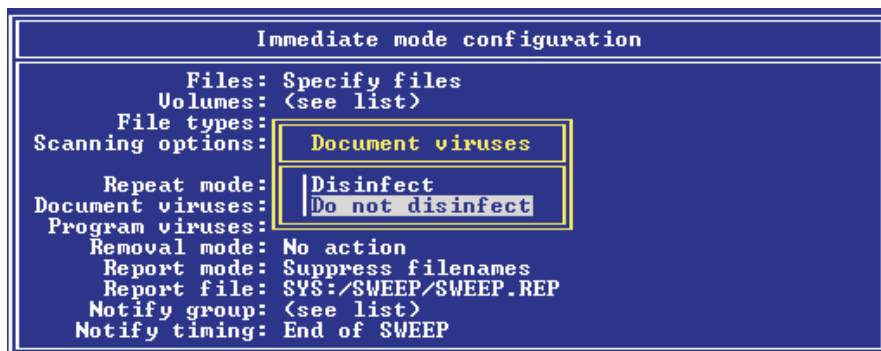 Immediate mode configuration
Files: Specify files
Volumes: (see list)
File types:
Scanning options:
Document viruses
Repeat mode:
Disinfect
Document viruses:
Do not disinfect
Program viruses:
Removal mode: No action
Report mode: Suppress filenames
Report file: SYS:/SWEEP/SWEEP.REP
Notify group: (see list)
Notify timing: End of SWEEP